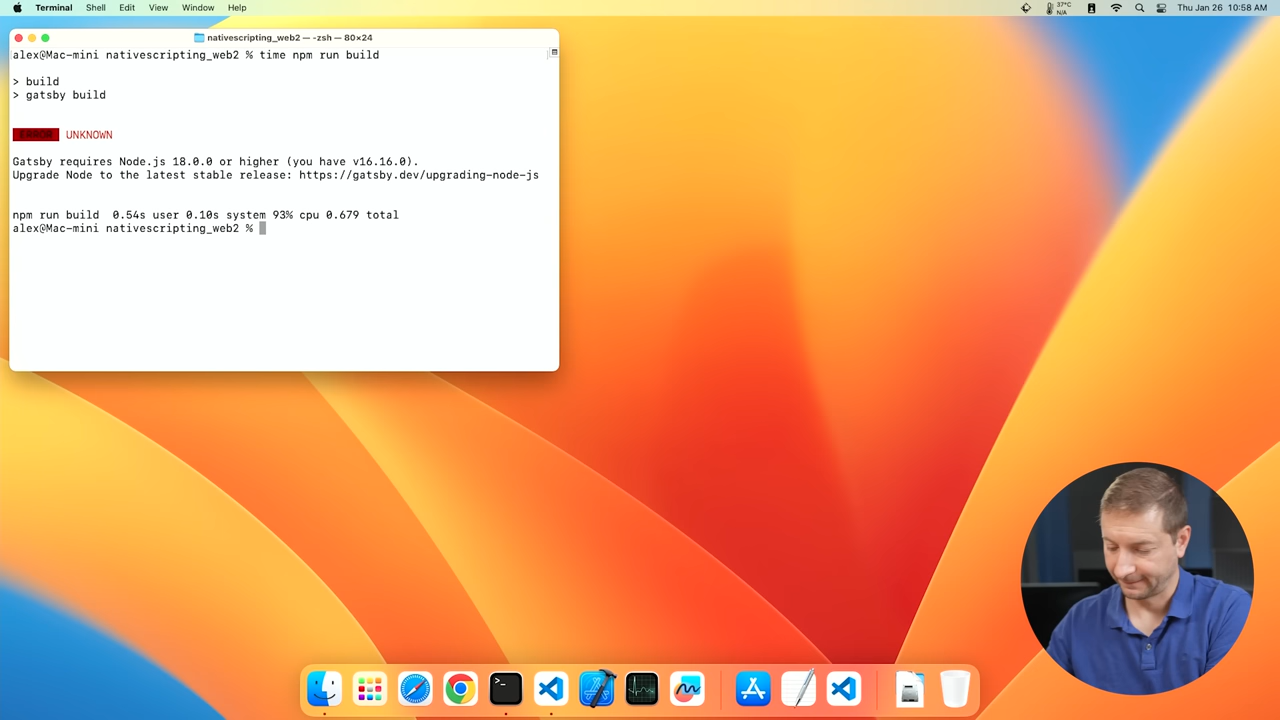 Terminal Shell Edit View Window Help
37°C
N/A
Thu Jan 26 10:58 AM
nativescripting_web2 — -zsh — 80×24
alex@Mac-mini nativescripting_web2 % time npm run build
> build
> gatsby build
ERROR UNKNOWN
Gatsby requires Node.js 18.0.0 or higher (you have v16.16.0).
Upgrade Node to the latest stable release: https://gatsby.dev/upgrading-node-js
npm run build  0.54s user 0.10s system 93% cpu 0.679 total
alex@Mac-mini nativescripting_web2 %
>_